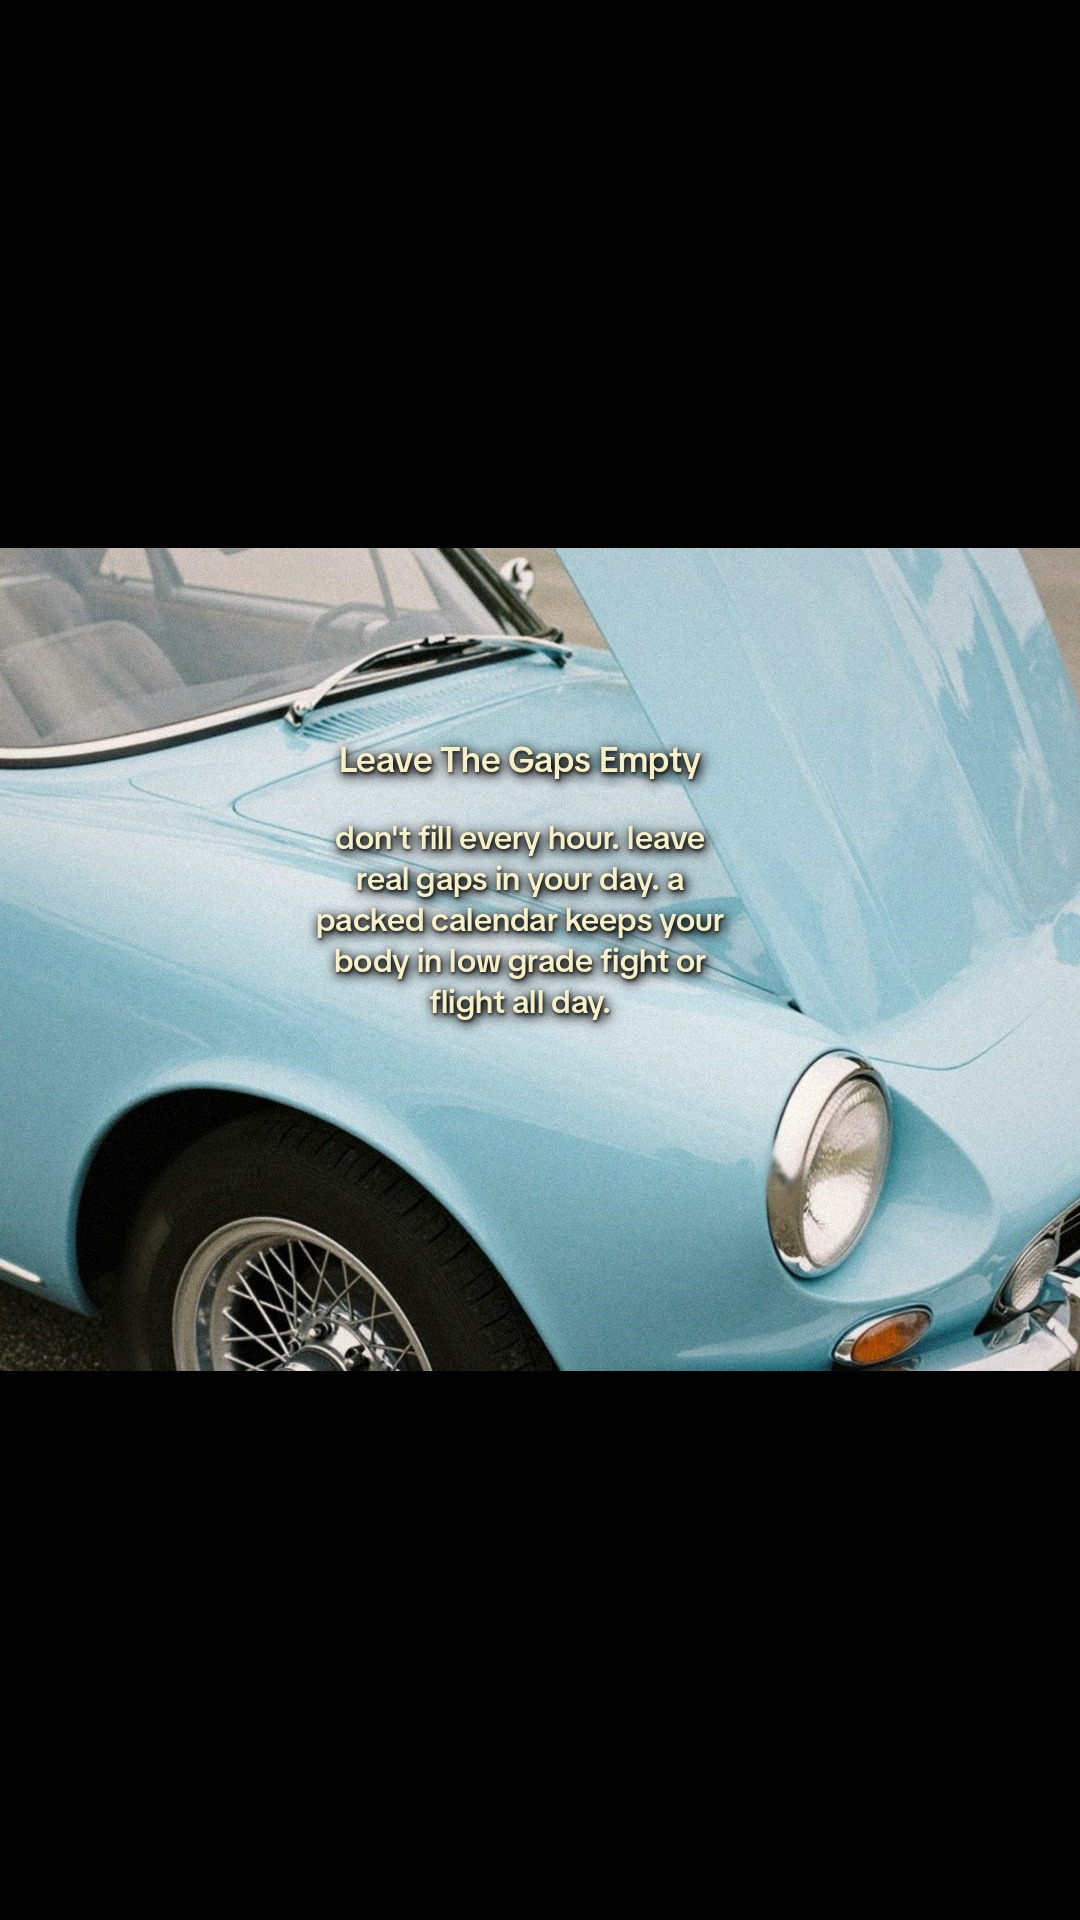 Leave The Gaps Empty
don't fill every hour. leave
real gaps in your day. a
packed calendar keeps your
body in low grade fight or
flight all day.